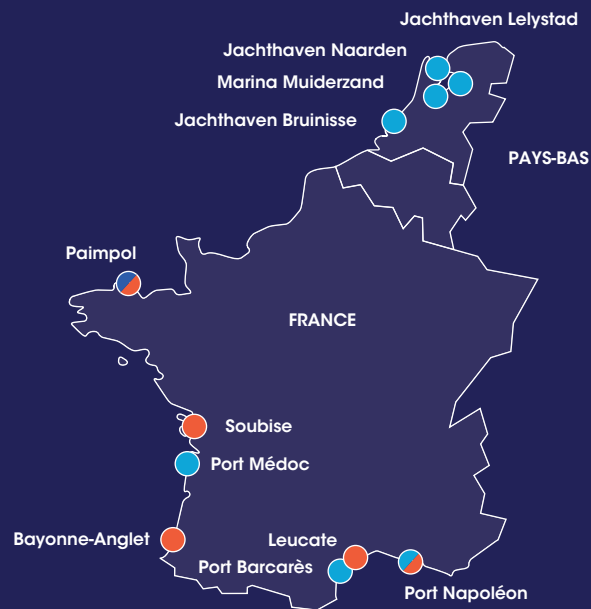 Jachthaven Lelystad
Jachthaven Naarden
Marina Muiderzand
Jachthaven Bruinisse
PAYS-BAS
Paimpol
FRANCE
Soubise
Port Médoc
Bayonne-Anglet
Leucate
Port Barcarès
Port Napoléon